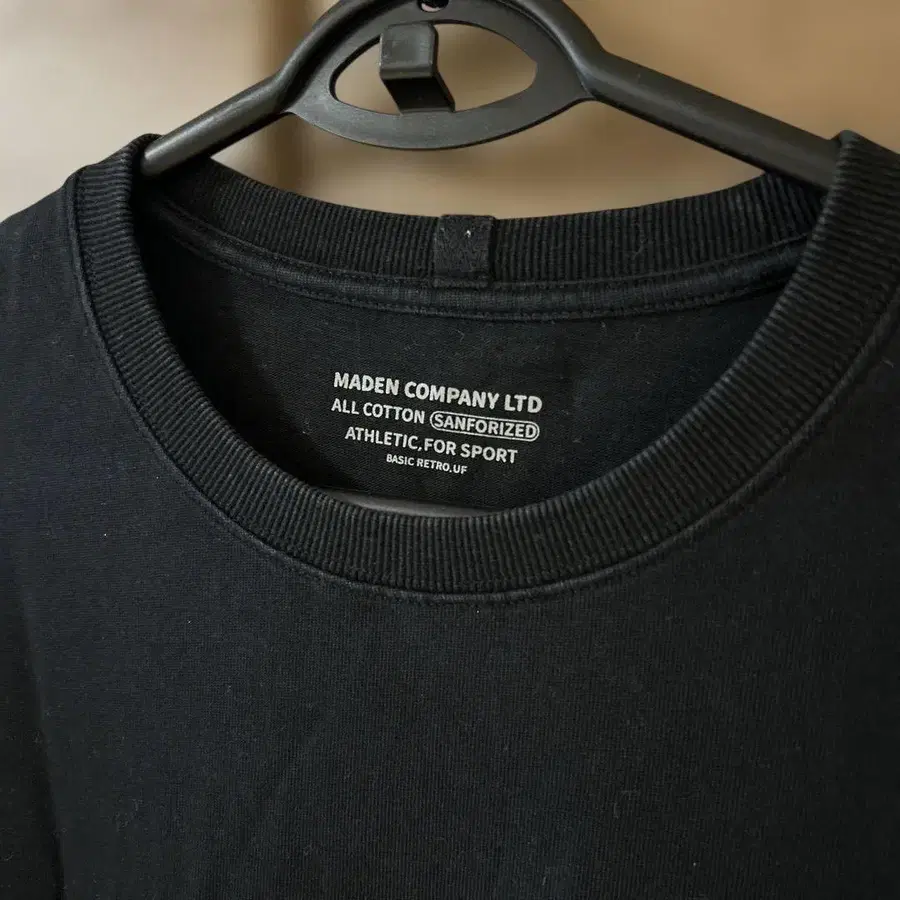 MADEN COMPANY LTD
ALL COTTON SANFORIZED
ATHLETIC,FOR SPORT
BASIC RETRO.UF